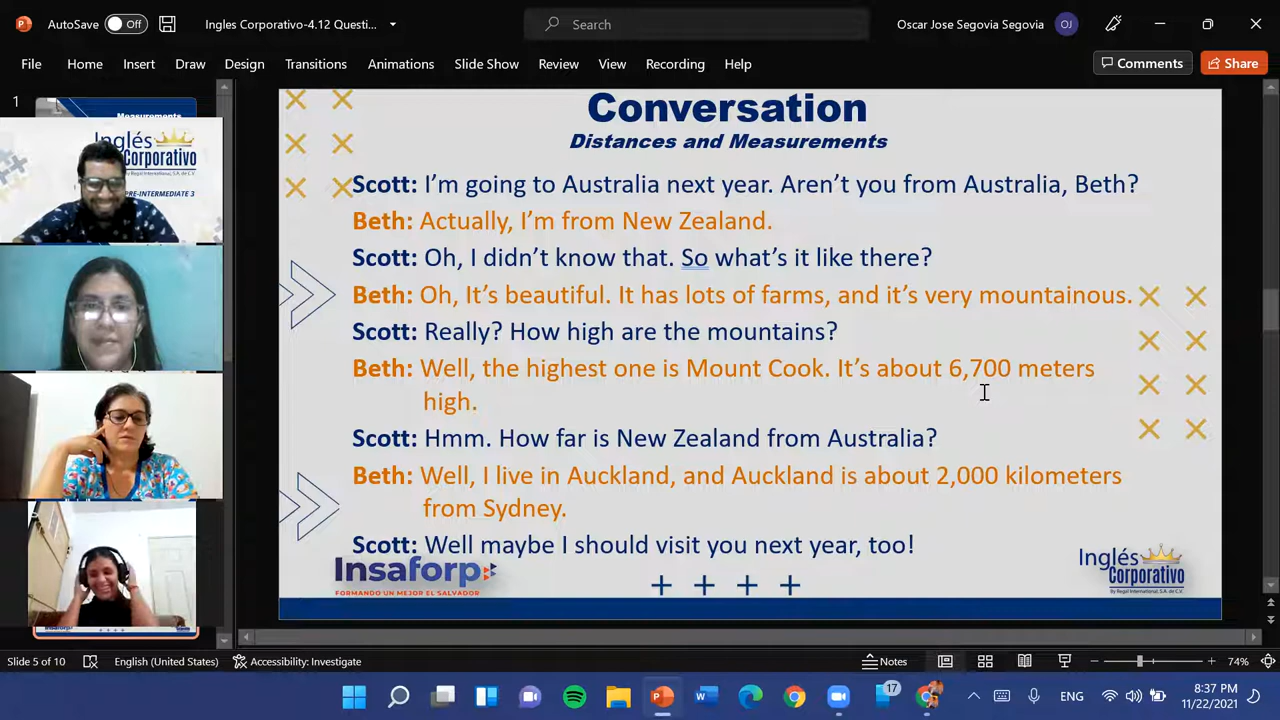 AutoSave Off Ingles Corporativo-4.12 Questi... Search Oscar Jose Segovia Segovia OJ
File Home Insert Draw Design Transitions Animations Slide Show Review View Recording Help Comments Share
1
Measurements
Inglés
Corporativo
PRE-INTERMEDIATE 3
Conversation
Distances and Measurements
Scott: I'm going to Australia next year. Aren't you from Australia, Beth?
Beth: Actually, I'm from New Zealand.
Scott: Oh, I didn't know that. So what's it like there?
Beth: Oh, It's beautiful. It has lots of farms, and it's very mountainous.
Scott: Really? How high are the mountains?
Beth: Well, the highest one is Mount Cook. It's about 6,700 meters
high.
Scott: Hmm. How far is New Zealand from Australia?
Beth: Well, I live in Auckland, and Auckland is about 2,000 kilometers
from Sydney.
Scott: Well maybe I should visit you next year, too!
Insaforp
FORMANDO UN MEJOR EL SALVADOR
Inglés
Corporativo
by Regal International, S.A. de C.V.
Slide 5 of 10 English (United States) Accessibility: Investigate Notes 74%
17 ENG 8:37 PM
11/22/2021